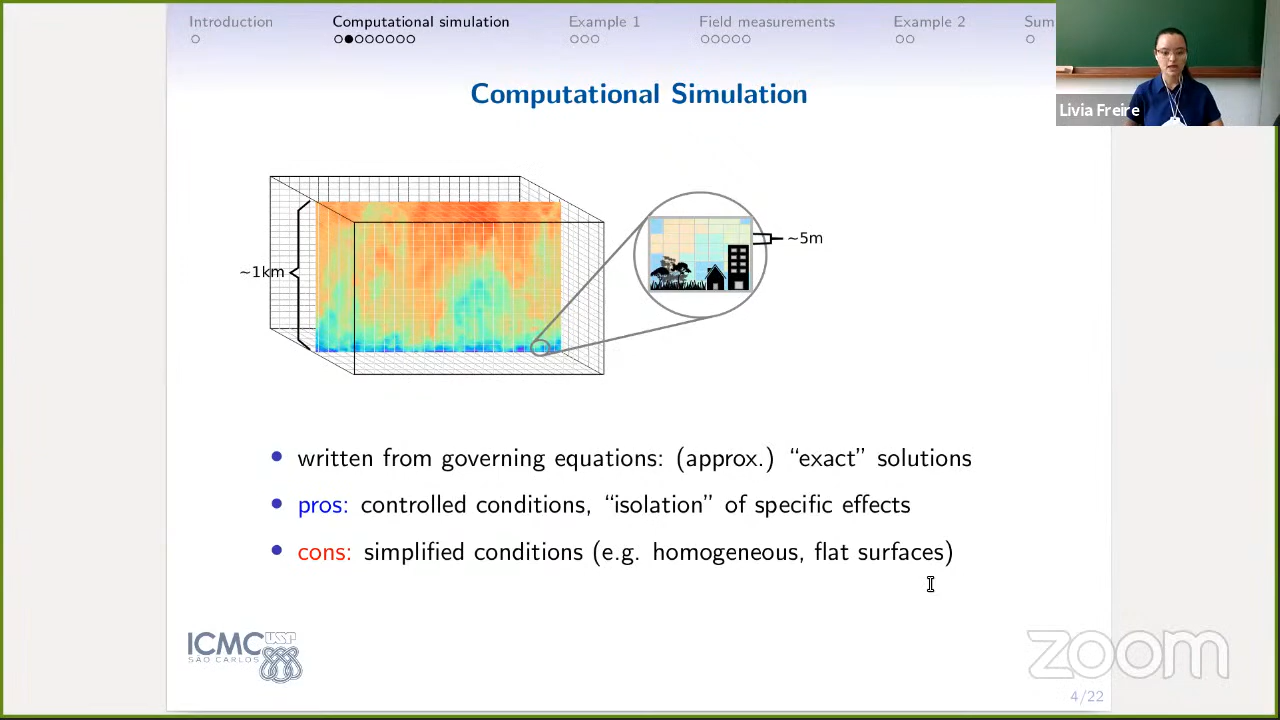 Introduction
Computational simulation
Example 1
Field measurements
Example 2
Sum
Livia Freire
Computational Simulation
~1km
~5m
written from governing equations: (approx.) “exact” solutions
pros: controlled conditions, “isolation” of specific effects
cons: simplified conditions (e.g. homogeneous, flat surfaces)
ICMC USP
SÃO CARLOS
zoom
4/22